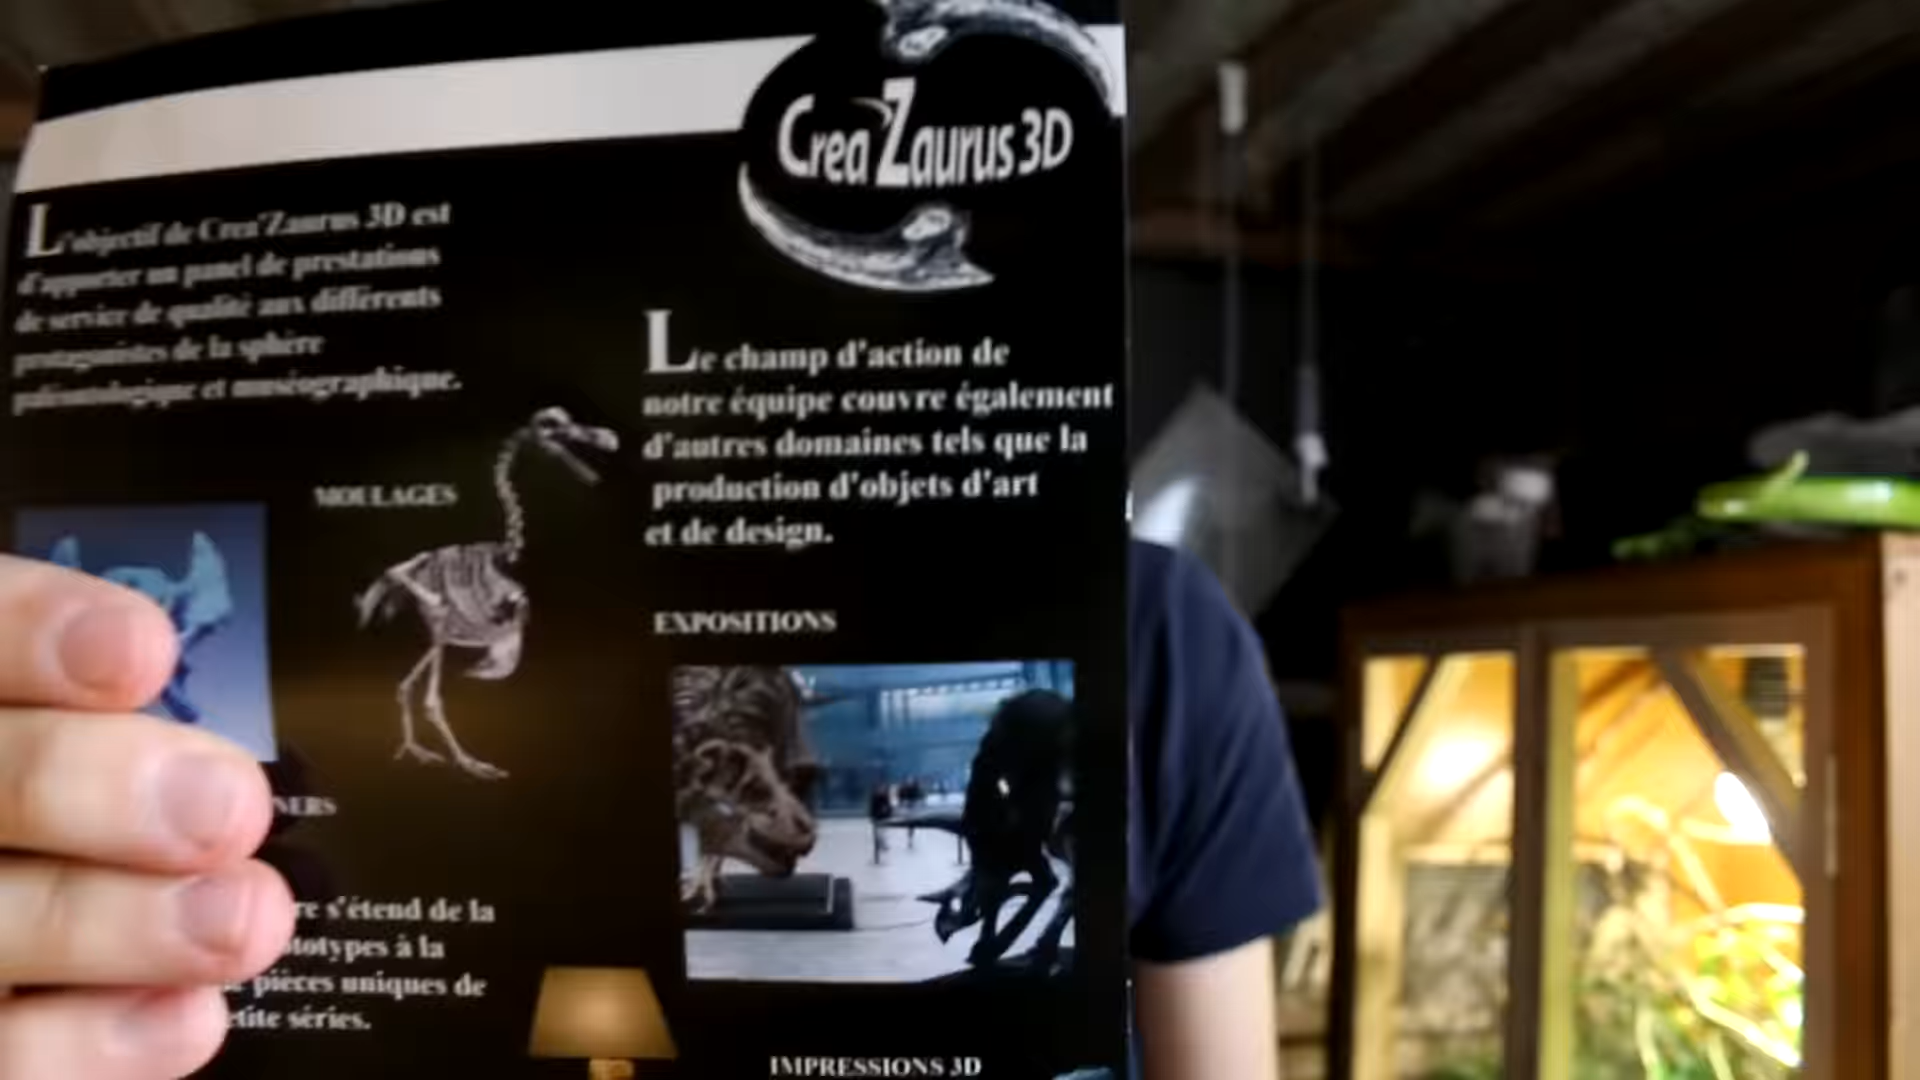 Crea'Zaurus 3D
L'objectif de Crea'Zaurus 3D est
d'apporter un panel de prestations
de service de qualité aux différents
protagonistes de la sphère
paléontologique et muséographique.
Le champ d'action de
notre équipe couvre également
d'autres domaines tels que la
production d'objets d'art
et de design.
MOULAGES
EXPOSITIONS
NERS
re s'étend de la
ototypes à la
pièces uniques de
etite séries.
IMPRESSIONS 3D